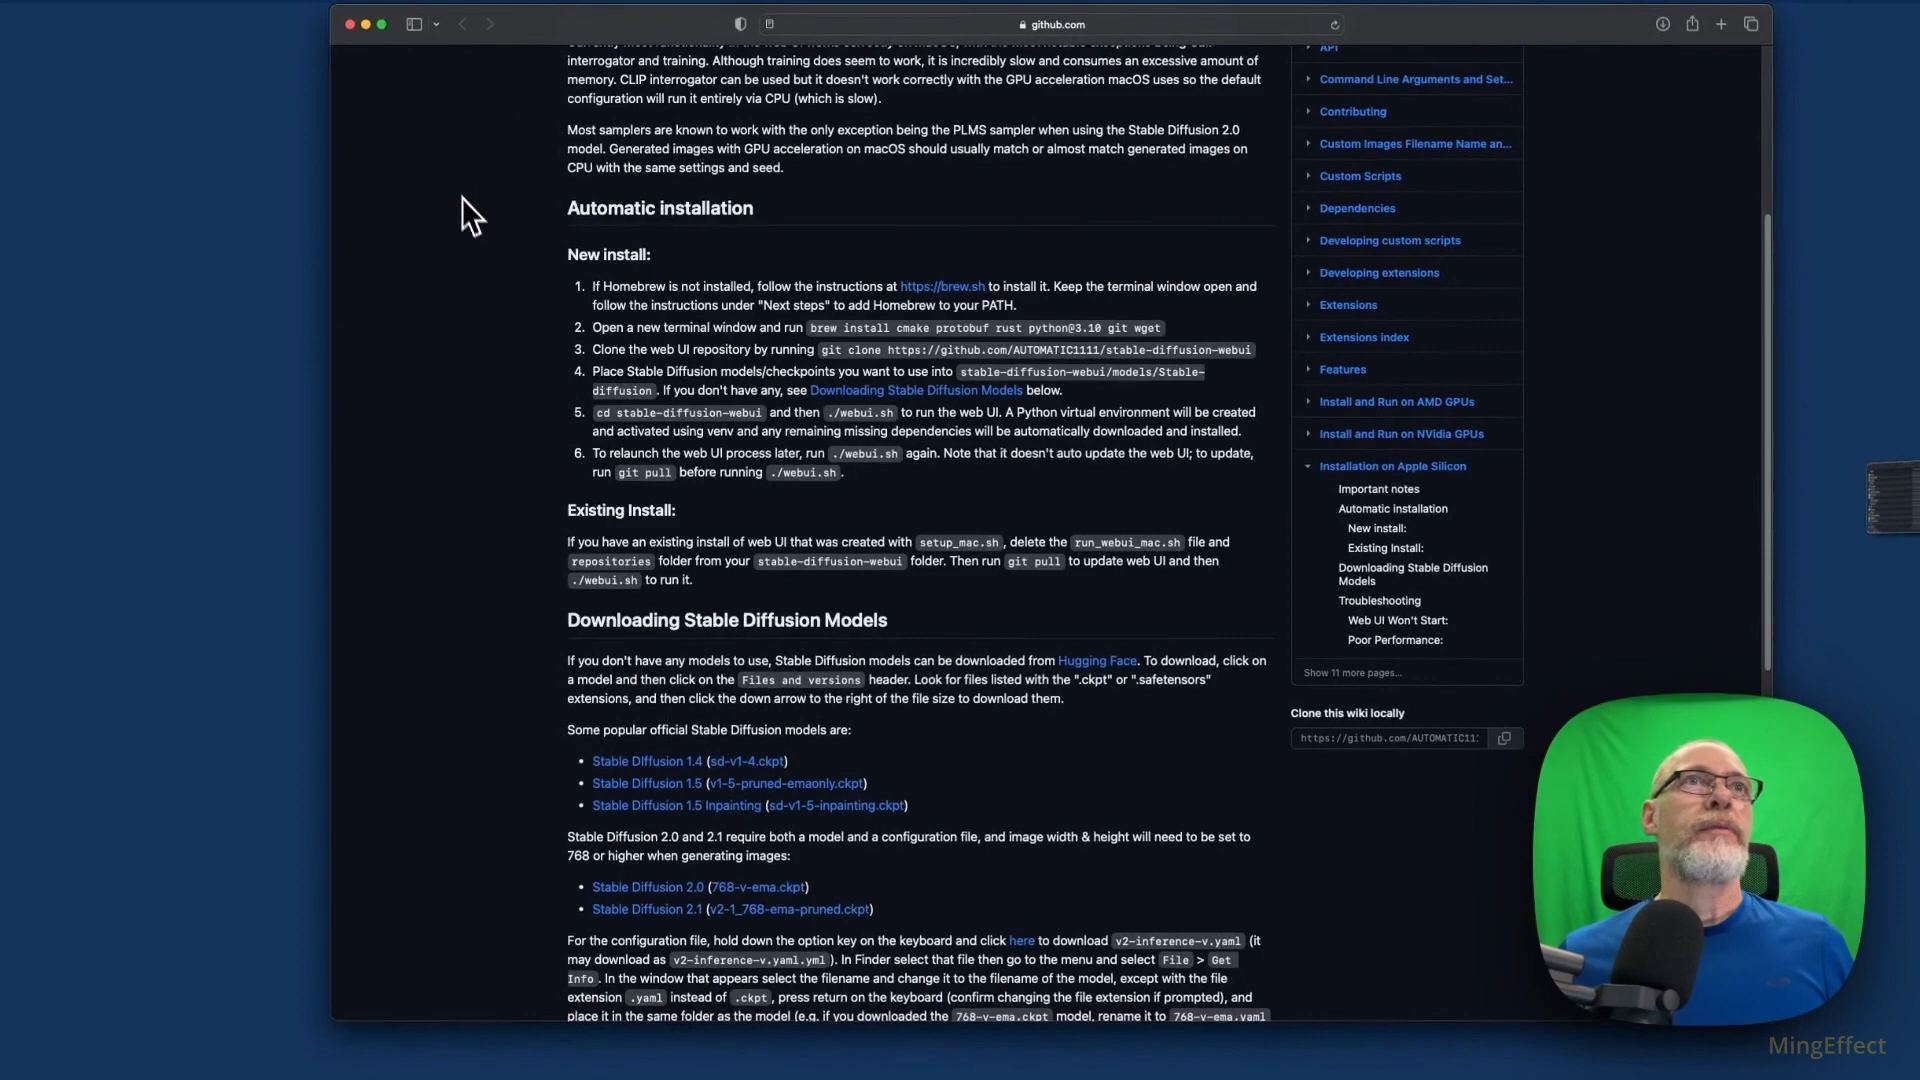 github.com
interrogator and training. Although training does seem to work, it is incredibly slow and consumes an excessive amount of
memory. CLIP interrogator can be used but it doesn't work correctly with the GPU acceleration macOS uses so the default
configuration will run it entirely via CPU (which is slow).
Most samplers are known to work with the only exception being the PLMS sampler when using the Stable Diffusion 2.0
model. Generated images with GPU acceleration on macOS should usually match or almost match generated images on
CPU with the same settings and seed.
Automatic installation
New install:
1. If Homebrew is not installed, follow the instructions at https://brew.sh to install it. Keep the terminal window open and
follow the instructions under "Next steps" to add Homebrew to your PATH.
2. Open a new terminal window and run brew install cmake protobuf rust python@3.10 git wget
3. Clone the web UI repository by running git clone https://github.com/AUTOMATIC1111/stable-diffusion-webui
4. Place Stable Diffusion models/checkpoints you want to use into stable-diffusion-webui/models/Stable-
diffusion. If you don't have any, see Downloading Stable Diffusion Models below.
5. cd stable-diffusion-webui and then ./webui.sh to run the web UI. A Python virtual environment will be created
and activated using venv and any remaining missing dependencies will be automatically downloaded and installed.
6. To relaunch the web UI process later, run ./webui.sh again. Note that it doesn't auto update the web UI; to update,
run git pull before running ./webui.sh.
Existing Install:
If you have an existing install of web UI that was created with setup_mac.sh, delete the run_webui_mac.sh file and
repositories folder from your stable-diffusion-webui folder. Then run git pull to update web UI and then
./webui.sh to run it.
Downloading Stable Diffusion Models
If you don't have any models to use, Stable Diffusion models can be downloaded from Hugging Face. To download, click on
a model and then click on the Files and versions header. Look for files listed with the ".ckpt" or ".safetensors"
extensions, and then click the down arrow to the right of the file size to download them.
Some popular official Stable Diffusion models are:
• Stable DIffusion 1.4 (sd-v1-4.ckpt)
• Stable Diffusion 1.5 (v1-5-pruned-emaonly.ckpt)
• Stable Diffusion 1.5 Inpainting (sd-v1-5-inpainting.ckpt)
Stable Diffusion 2.0 and 2.1 require both a model and a configuration file, and image width & height will need to be set to
768 or higher when generating images:
• Stable Diffusion 2.0 (768-v-ema.ckpt)
• Stable Diffusion 2.1 (v2-1_768-ema-pruned.ckpt)
For the configuration file, hold down the option key on the keyboard and click here to download v2-inference-v.yaml (it
may download as v2-inference-v.yaml.yml). In Finder select that file then go to the menu and select File > Get
Info. In the window that appears select the filename and change it to the filename of the model, except with the file
extension .yaml instead of .ckpt, press return on the keyboard (confirm changing the file extension if prompted), and
place it in the same folder as the model (e.g. if you downloaded the 768-v-ema.ckpt model, rename it to 768-v-ema.yaml
API
Command Line Arguments and Set...
Contributing
Custom Images Filename Name an...
Custom Scripts
Dependencies
Developing custom scripts
Developing extensions
Extensions
Extensions index
Features
Install and Run on AMD GPUs
Install and Run on NVidia GPUs
Installation on Apple Silicon
Important notes
Automatic installation
New install:
Existing Install:
Downloading Stable Diffusion
Models
Troubleshooting
Web UI Won't Start:
Poor Performance:
Show 11 more pages...
Clone this wiki locally
https://github.com/AUTOMATIC11
MingEffect